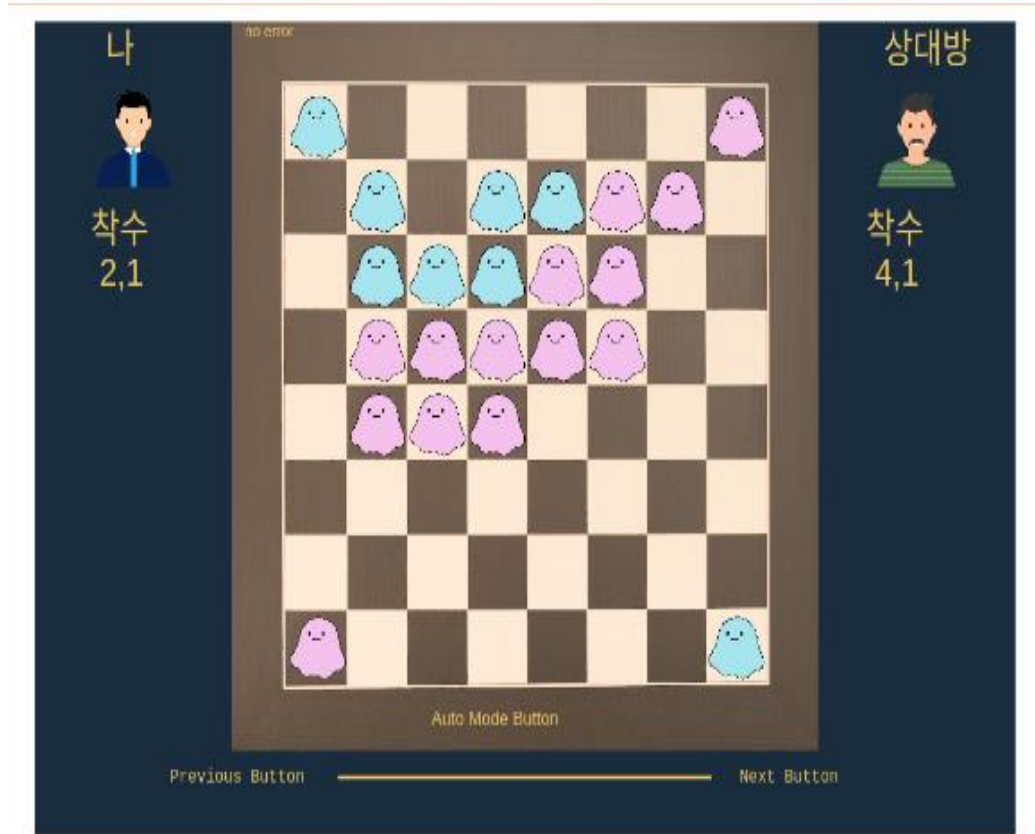 나
no error
상대방
착수
2,1
착수
4,1
Auto Mode Button
Previous Button
Next Button